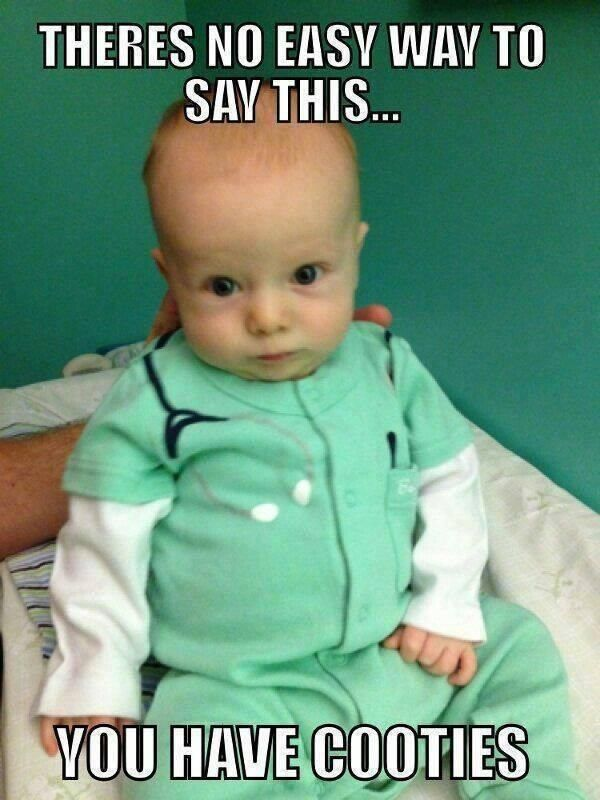 THERES NO EASY WAY TO
SAY THIS...
YOU HAVE COOTIES